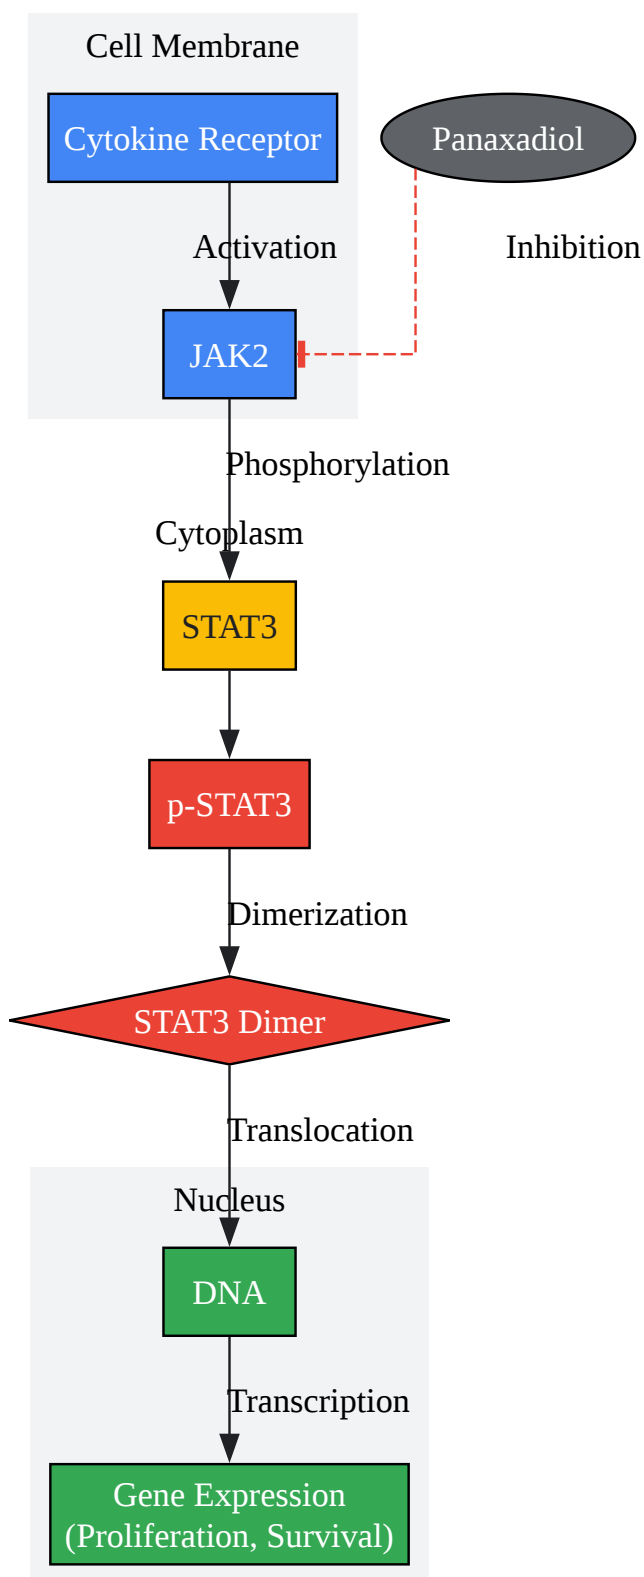 Cell Membrane
Cytokine Receptor
Panaxadiol
Activation
Inhibition
JAK2
Phosphorylation
Cytoplasm
STAT3
p-STAT3
Dimerization
STAT3 Dimer
Translocation
Nucleus
DNA
Transcription
Gene Expression
(Proliferation, Survival)